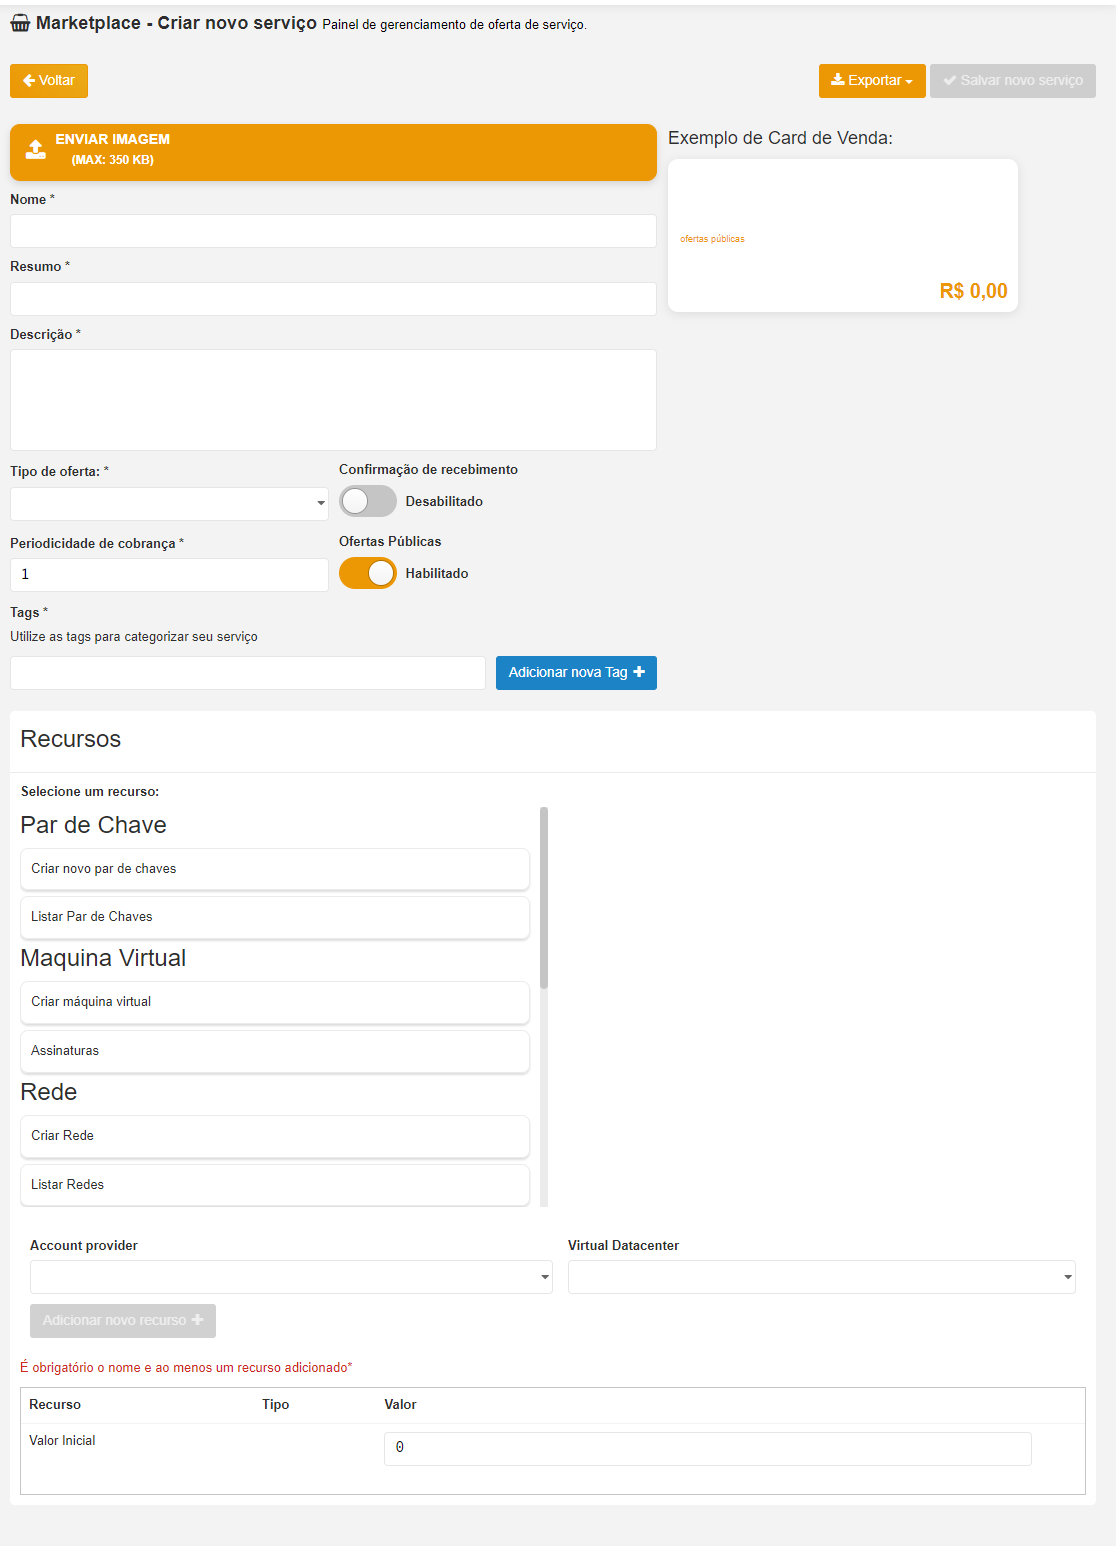 Marketplace - Criar novo serviço Painel de gerenciamento de oferta de serviço.
Voltar
Exportar
Salvar novo serviço
ENVIAR IMAGEM
(MAX: 350 KB)
Exemplo de Card de Venda:
ofertas públicas
R$ 0,00
Nome *
Resumo *
Descrição *
Tipo de oferta: *
Confirmação de recebimento
Desabilitado
Periodicidade de cobrança *
1
Ofertas Públicas
Habilitado
Tags *
Utilize as tags para categorizar seu serviço
Adicionar nova Tag
Recursos
Selecione um recurso:
Par de Chave
Criar novo par de chaves
Listar Par de Chaves
Maquina Virtual
Criar máquina virtual
Assinaturas
Rede
Criar Rede
Listar Redes
Account provider
Virtual Datacenter
Adicionar novo recurso
É obrigatório o nome e ao menos um recurso adicionado*
Recurso Tipo Valor
Valor Inicial 0